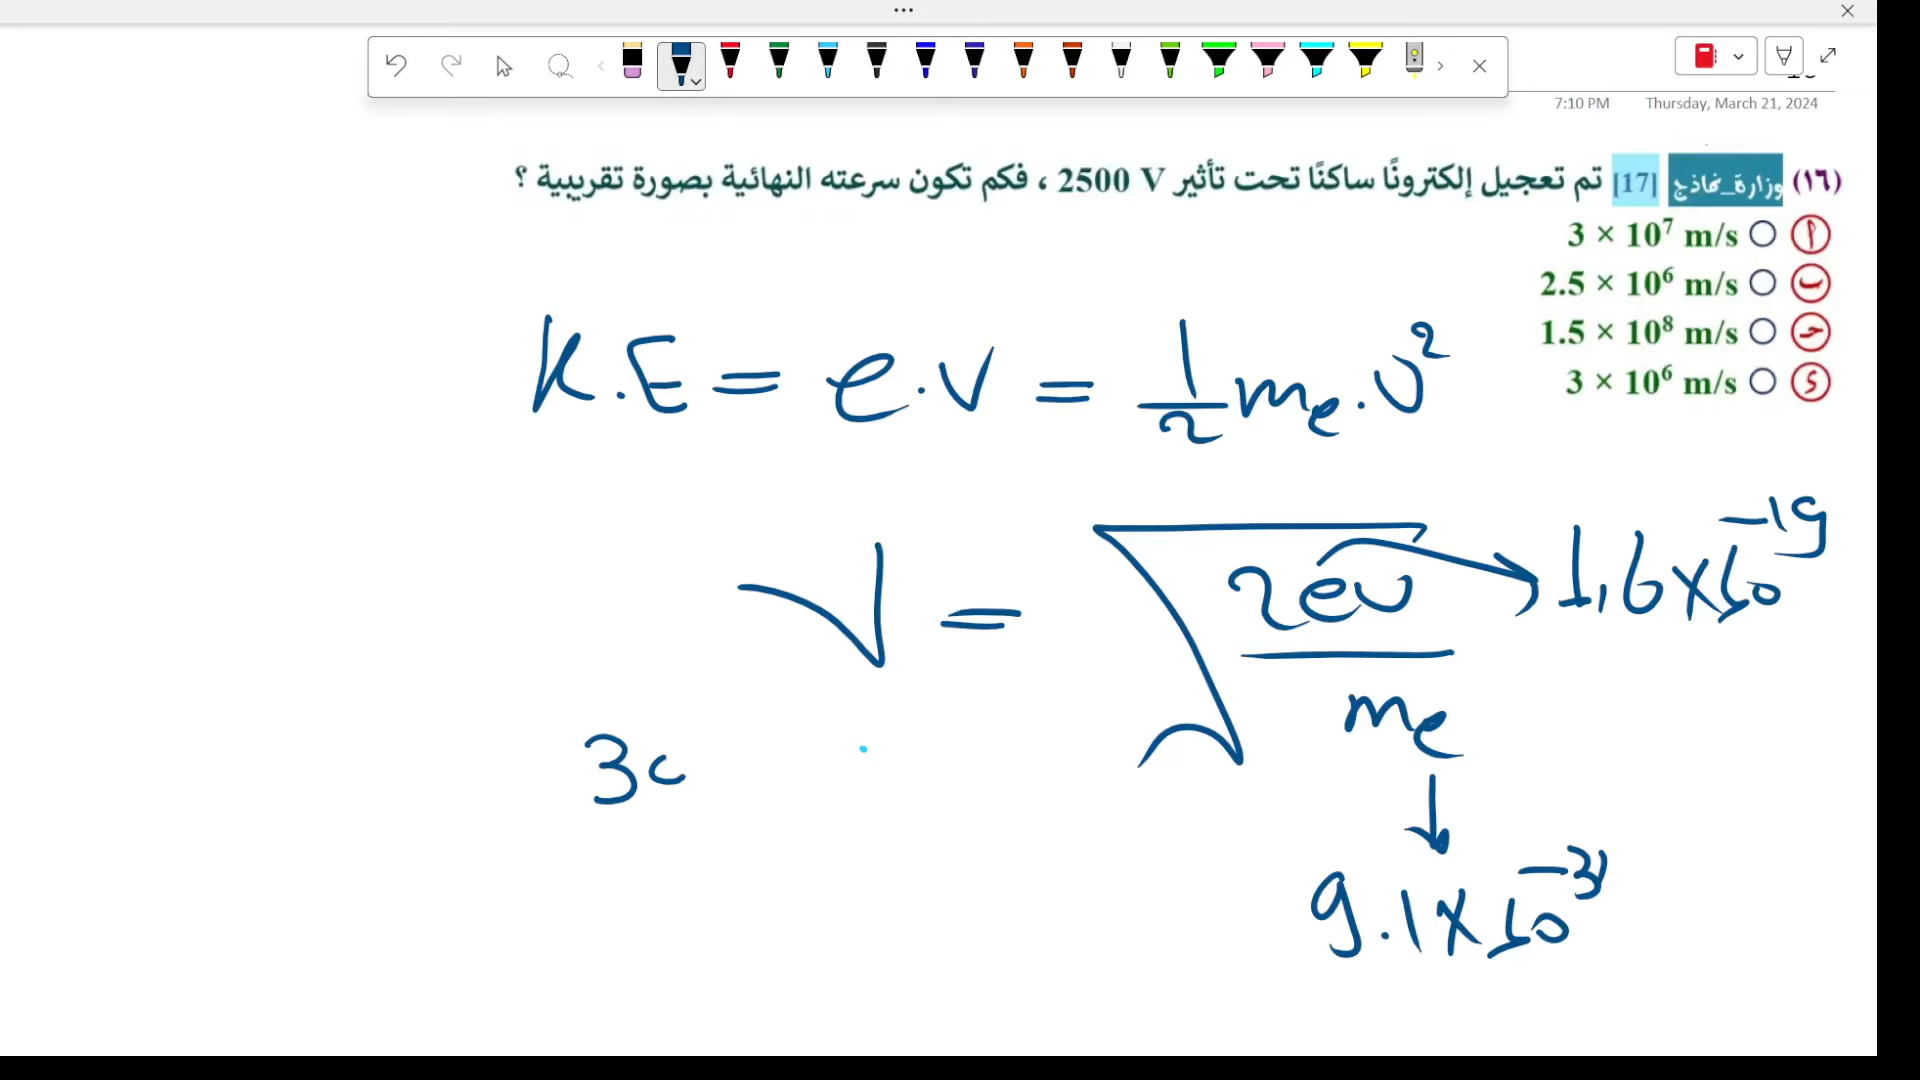 7:10 PM Thursday, March 21, 2024
(١٦) وزارة_نماذج [17] تم تعجيل إلكترونًا ساكنًا تحت تأثير 2500 V ، فكم تكون سرعته النهائية بصورة تقريبية ؟
أ 3 × 10⁷ m/s
ب 2.5 × 10⁶ m/s
ج 1.5 × 10⁸ m/s
د 3 × 10⁶ m/s
K.E = e.V = 1/2 me.v²
V = √ 2ev / me
1,6×10⁻¹⁹
9.1×10⁻³¹